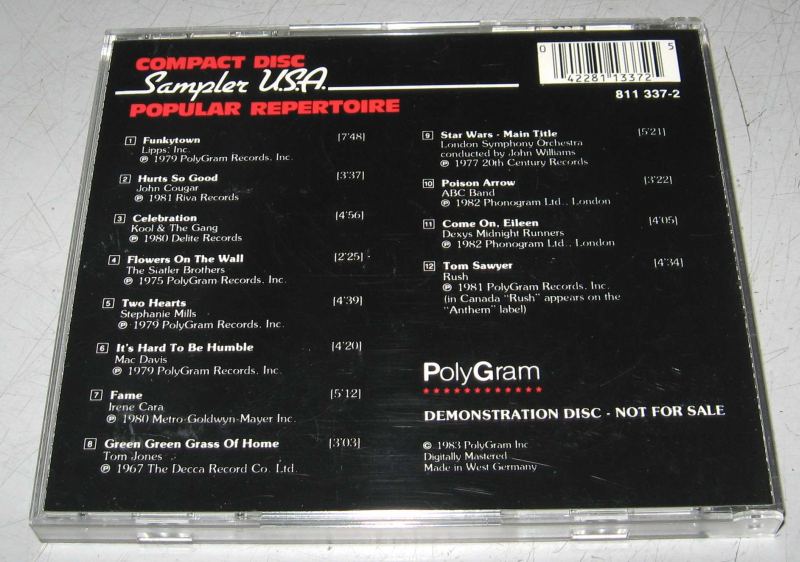 COMPACT DISC
Sampler U.S.A.
POPULAR REPERTOIRE
0 42281 13372 5
811 337-2
1 Funkytown [7'48]
Lipps, Inc.
℗ 1979 PolyGram Records, Inc.
2 Hurts So Good [3'37]
John Cougar
℗ 1981 Riva Records
3 Celebration [4'56]
Kool & The Gang
℗ 1980 Delite Records
4 Flowers On The Wall [2'25]
The Statler Brothers
℗ 1975 PolyGram Records, Inc.
5 Two Hearts [4'39]
Stephanie Mills
℗ 1979 PolyGram Records, Inc.
6 It's Hard To Be Humble [4'20]
Mac Davis
℗ 1979 PolyGram Records, Inc.
7 Fame [5'12]
Irene Cara
℗ 1980 Metro-Goldwyn-Mayer Inc.
8 Green Green Grass Of Home [3'03]
Tom Jones
℗ 1967 The Decca Record Co. Ltd.
9 Star Wars - Main Title [5'21]
London Symphony Orchestra
conducted by John Williams
℗ 1977 20th Century Records
10 Poison Arrow [3'22]
ABC Band
℗ 1982 Phonogram Ltd., London
11 Come On, Eileen [4'05]
Dexys Midnight Runners
℗ 1982 Phonogram Ltd., London
12 Tom Sawyer [4'34]
Rush
℗ 1981 PolyGram Records, Inc.
(in Canada "Rush" appears on the
"Anthem" label)
PolyGram
DEMONSTRATION DISC - NOT FOR SALE
© 1983 PolyGram Inc
Digitally Mastered
Made in West Germany